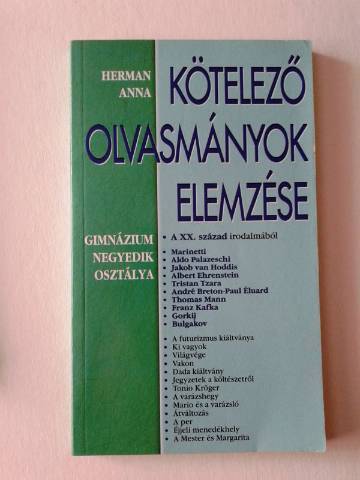 HERMAN
ANNA
KÖTELEZŐ
OLVASMÁNYOK
ELEMZÉSE
GIMNÁZIUM
NEGYEDIK
OSZTÁLYA
• A XX. század irodalmából
• Marinetti
• Aldo Palazeschi
• Jakob van Hoddis
• Albert Ehrenstein
• Tristan Tzara
• André Breton-Paul Éluard
• Thomas Mann
• Franz Kafka
• Gorkij
• Bulgakov
• A futurizmus kiáltványa
• Ki vagyok
• Világvége
• Vakon
• Dada kiáltvány
• Jegyzetek a költészetről
• Tonio Kröger
• A varázshegy
• Mario és a varázsló
• Átváltozás
• A per
• Éjjeli menedékhely
• A Mester és Margarita